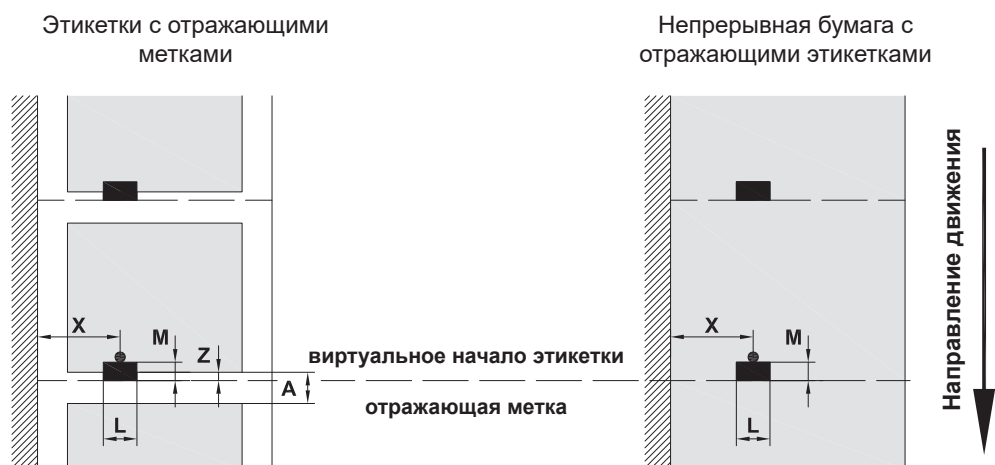 Этикетки с отражающими
метками
Непрерывная бумага с
отражающими этикетками
X
M
Z
A
L
виртуальное начало этикетки
отражающая метка
X
M
L
Направление движения